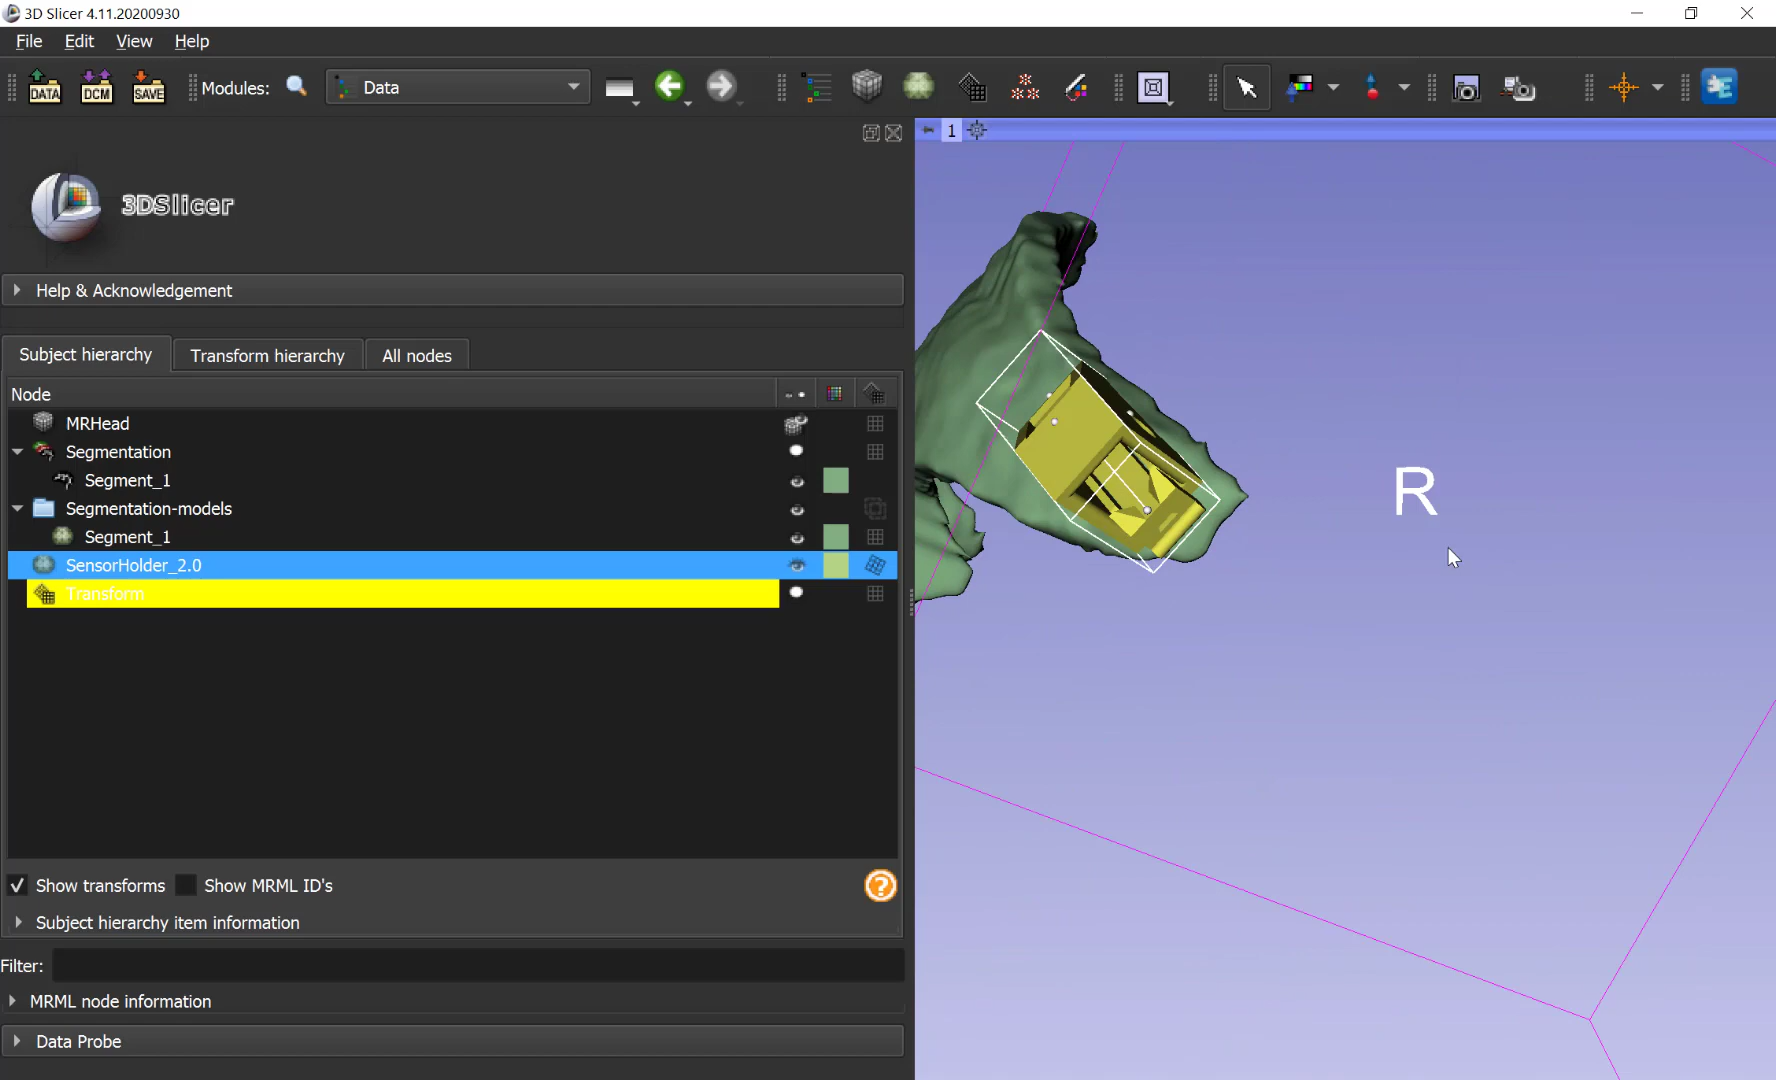 3D Slicer 4.11.20200930
File Edit View Help
DATA DCM SAVE Modules: Data
1
3DSlicer
Help & Acknowledgement
Subject hierarchy Transform hierarchy All nodes
Node
MRHead
Segmentation
Segment_1
Segmentation-models
Segment_1
SensorHolder_2.0
Transform
R
Show transforms Show MRML ID's ?
Subject hierarchy item information
Filter:
MRML node information
Data Probe